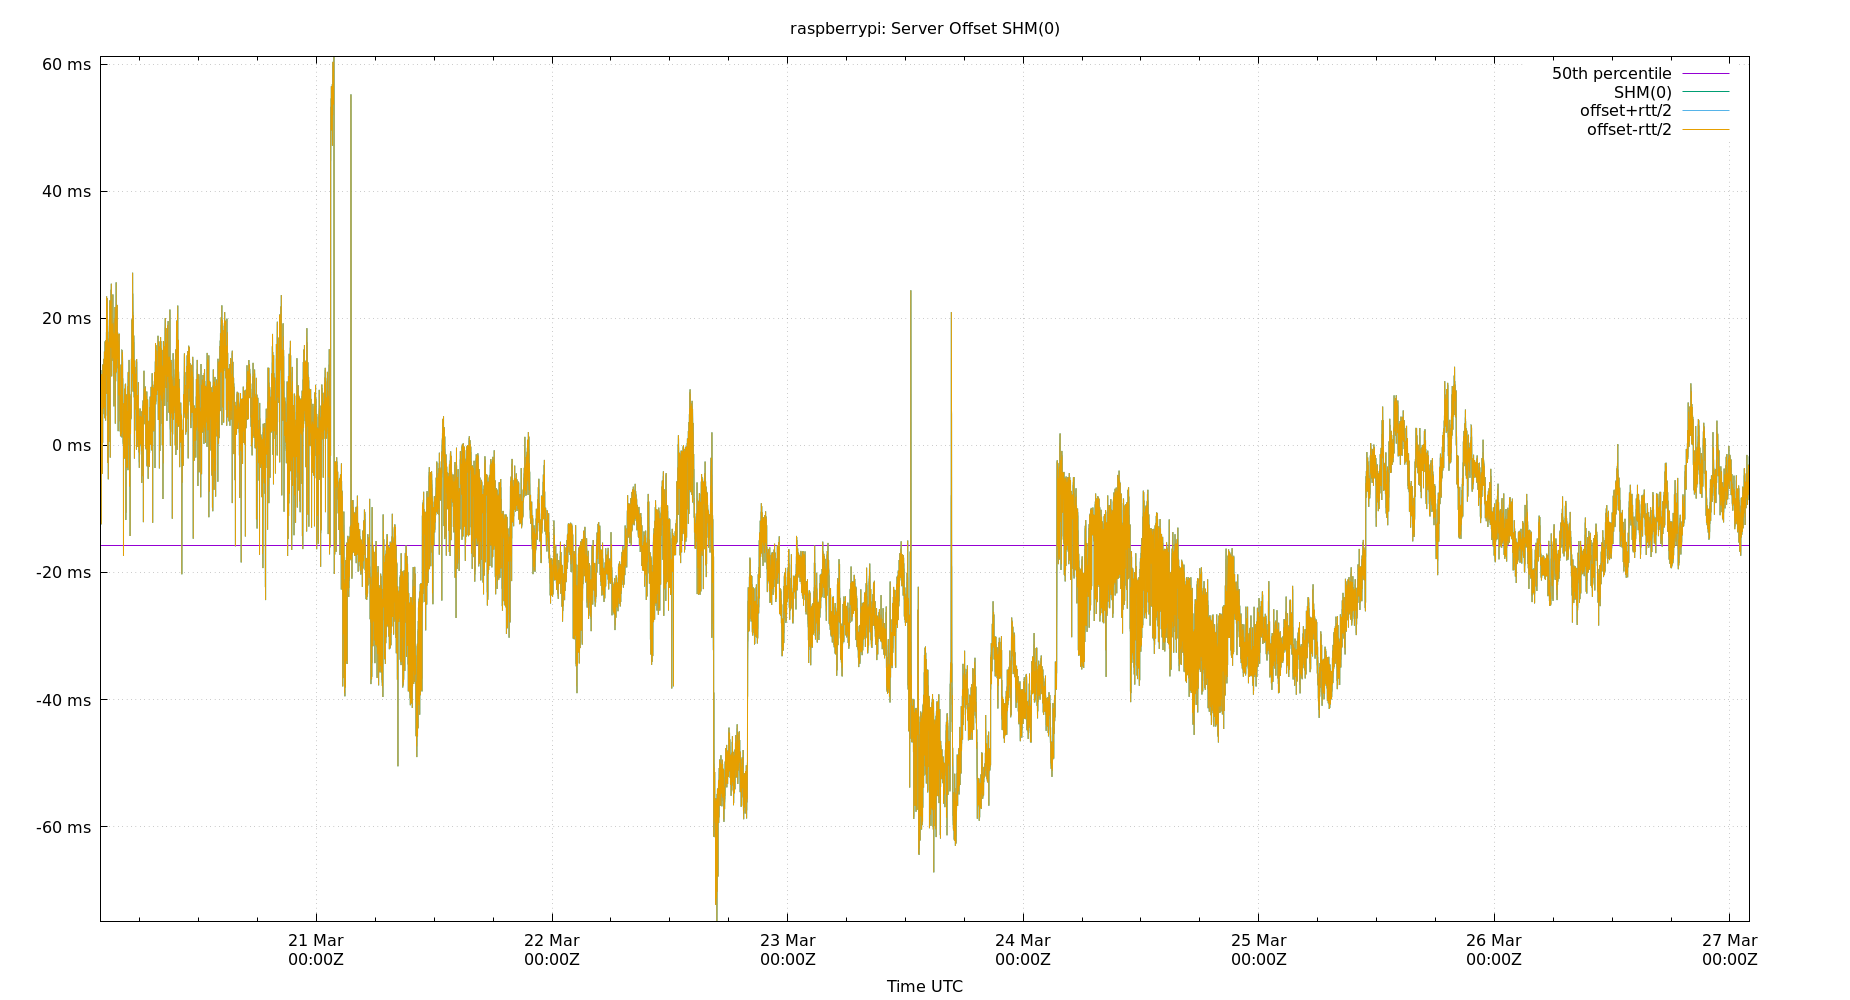 raspberrypi: Server Offset SHM(0)
60 ms
40 ms
20 ms
0 ms
-20 ms
-40 ms
-60 ms
50th percentile
SHM(0)
offset+rtt/2
offset-rtt/2
21 Mar
00:00Z
22 Mar
00:00Z
23 Mar
00:00Z
24 Mar
00:00Z
25 Mar
00:00Z
26 Mar
00:00Z
27 Mar
00:00Z
Time UTC